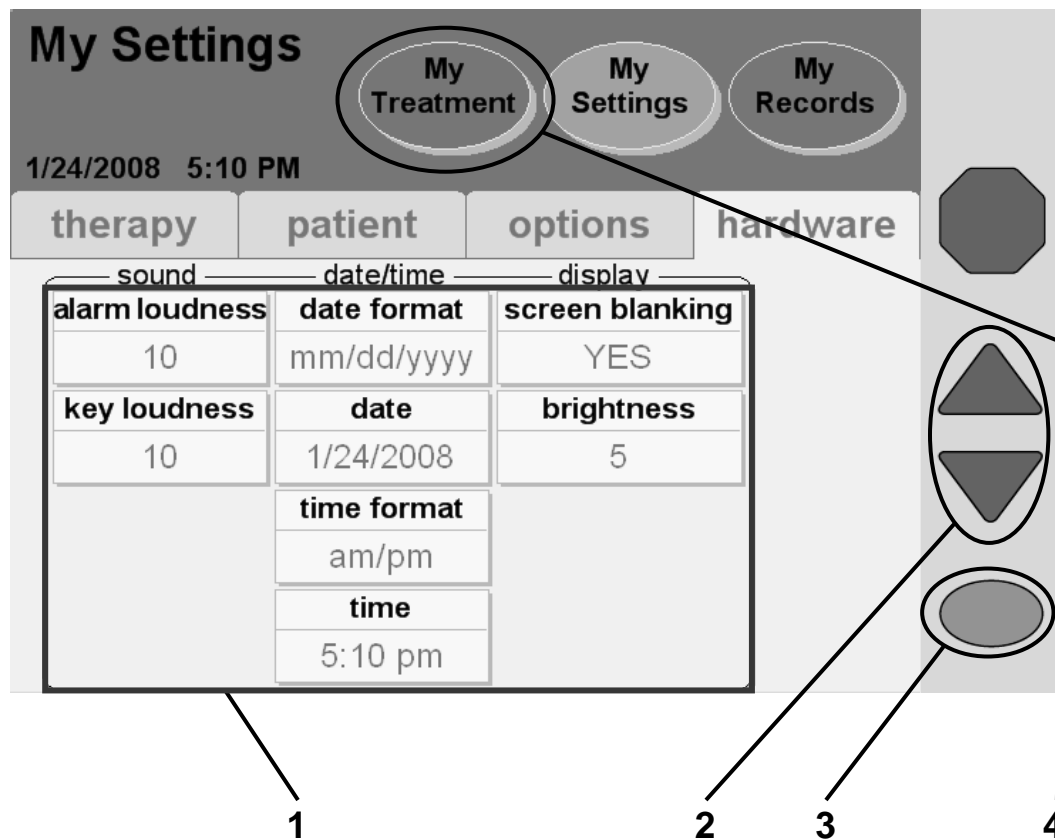 My Settings
My Treatment
My Settings
My Records
1/24/2008 5:10 PM
therapy patient options hardware
sound date/time display
alarm loudness date format screen blanking
10 mm/dd/yyyy YES
key loudness date brightness
10 1/24/2008 5
time format
am/pm
time
5:10 pm
1 2 3 4